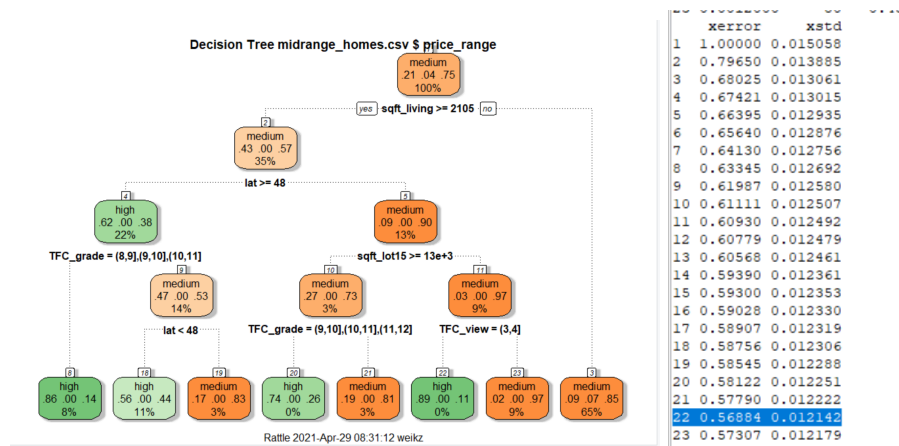 Decision Tree midrange_homes.csv $ price_range
medium
.21 .04 .75
100%
yes sqft_living >= 2105 no
2
medium
.43 .00 .57
35%
lat >= 48
4
high
.62 .00 .38
22%
5
medium
.09 .00 .90
13%
TFC_grade = (8,9],(9,10],(10,11]
sqft_lot15 >= 13e+3
9
medium
.47 .00 .53
14%
10
medium
.27 .00 .73
3%
11
medium
.03 .00 .97
9%
lat < 48
TFC_grade = (9,10],(10,11],(11,12]
TFC_view = (3,4]
8
high
.86 .00 .14
8%
18
high
.56 .00 .44
11%
19
medium
.17 .00 .83
3%
20
high
.74 .00 .26
0%
21
medium
.19 .00 .81
3%
22
high
.89 .00 .11
0%
23
medium
.02 .00 .97
9%
3
medium
.09 .07 .85
65%
Rattle 2021-Apr-29 08:31:12 weikz
xerror xstd
1 1.00000 0.015058
2 0.79650 0.013885
3 0.68025 0.013061
4 0.67421 0.013015
5 0.66395 0.012935
6 0.65640 0.012876
7 0.64130 0.012756
8 0.63345 0.012692
9 0.61987 0.012580
10 0.61111 0.012507
11 0.60930 0.012492
12 0.60779 0.012479
13 0.60568 0.012461
14 0.59390 0.012361
15 0.59300 0.012353
16 0.59028 0.012330
17 0.58907 0.012319
18 0.58756 0.012306
19 0.58545 0.012288
20 0.58122 0.012251
21 0.57790 0.012222
22 0.56884 0.012142
23 0.57307 0.012179